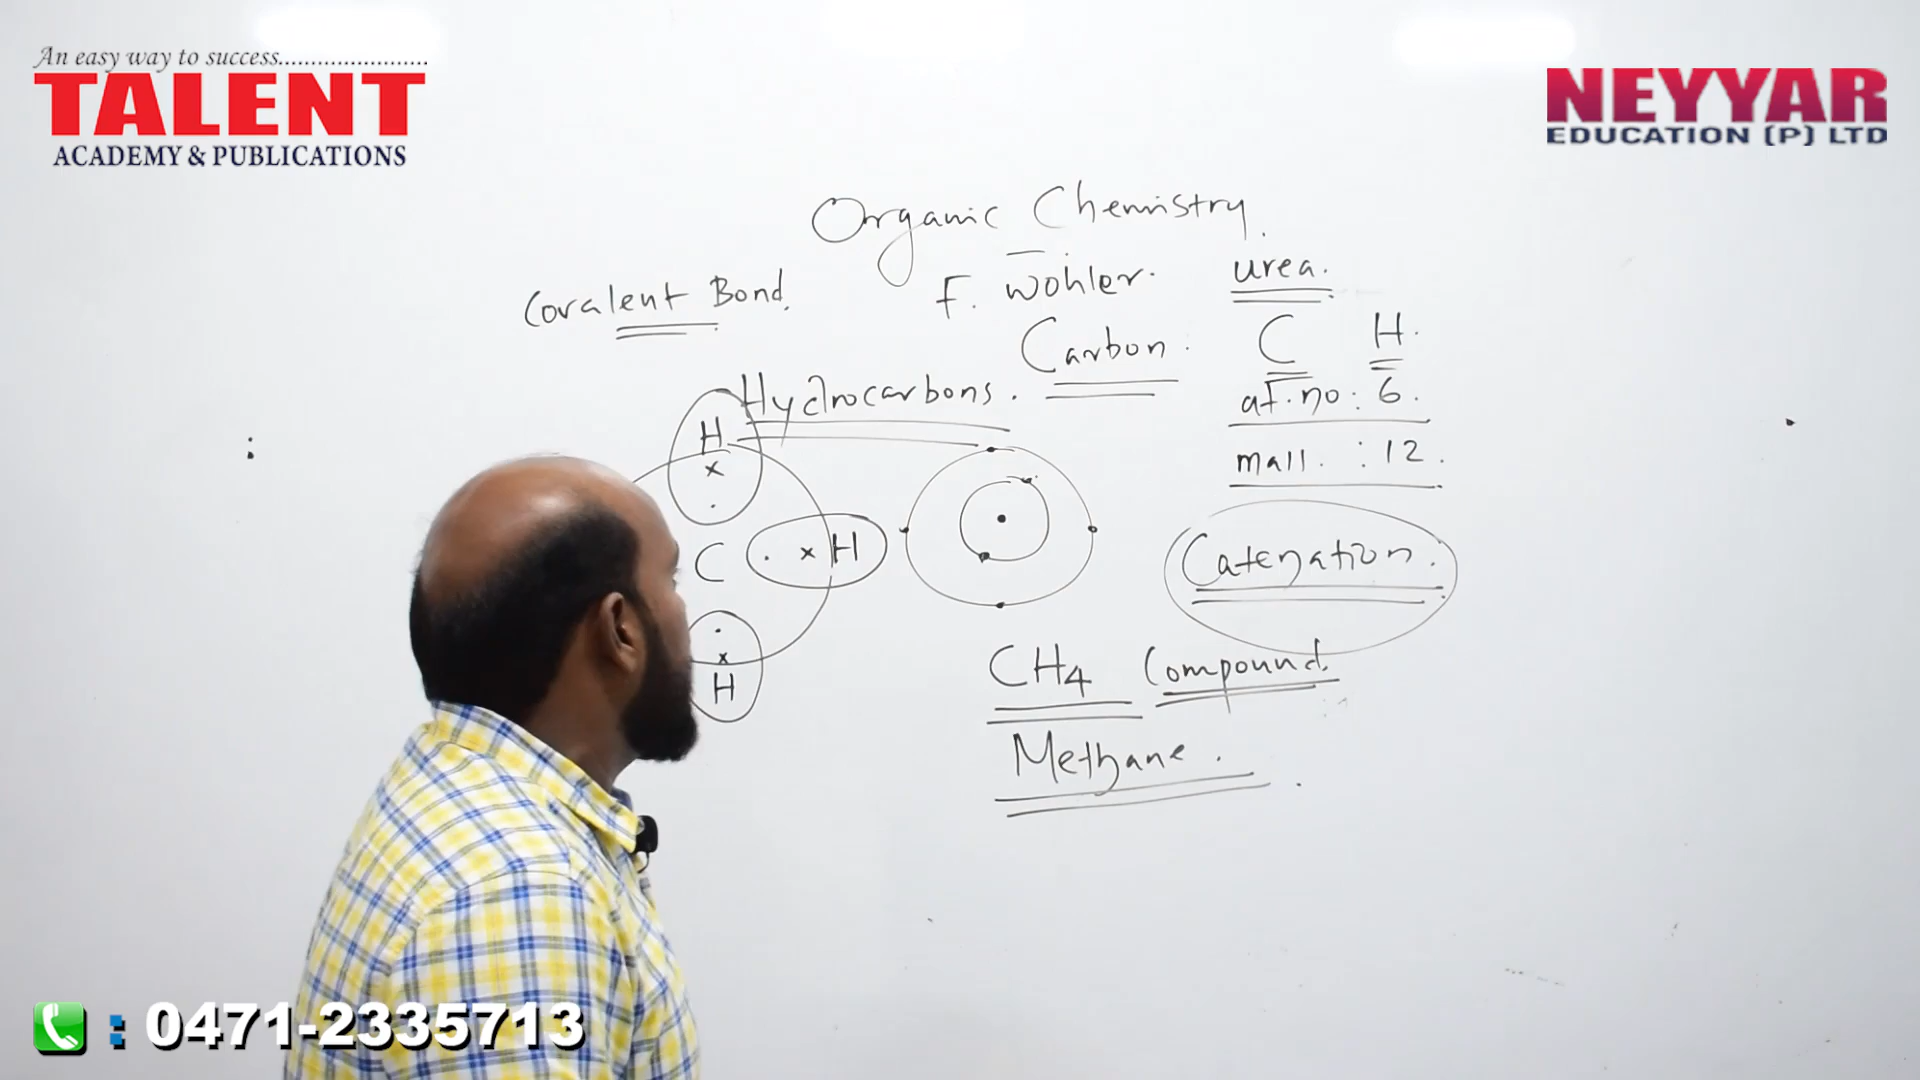 An easy way to success.......................
TALENT
ACADEMY & PUBLICATIONS
NEYYAR
EDUCATION (P) LTD
Organic Chemistry.
Covalent Bond.
F. Wohler.
urea.
Carbon.
C H.
Hydrocarbons.
at.no : 6.
mass. : 12.
H
x
C
x H
x
H
Catenation.
CH4 Compound.
Methane.
: 0471-2335713